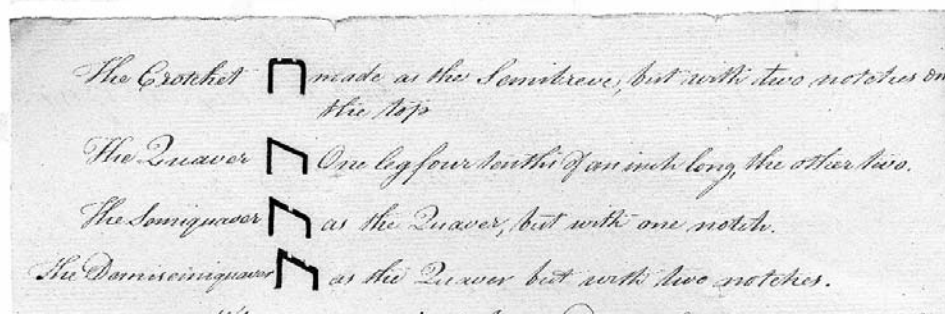 The Crotchet made as the Semibreve, but with two notches on
the top
The Quaver One leg four tenths of an inch long, the other two.
The Semiquaver as the Quaver, but with one notch.
The Demisemiquaver as the Quaver but with two notches.